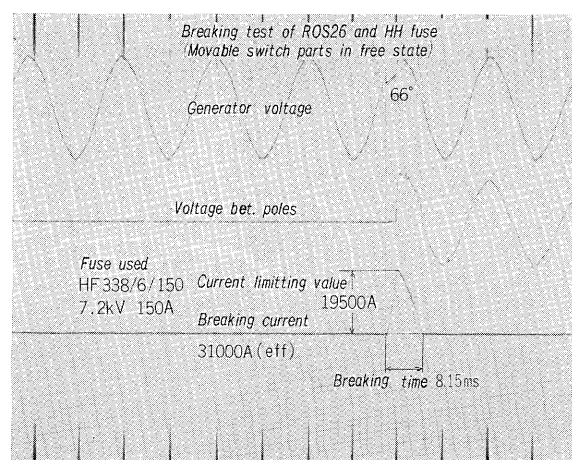 Breaking test of ROS26 and HH fuse
(Movable switch parts in free state)
66°
Generator voltage
Voltage bet. poles
Fuse used
HF338/6/150
7.2kV 150A
Current limitting value
19500A
Breaking current
31000A(eff)
Breaking time 8.15ms